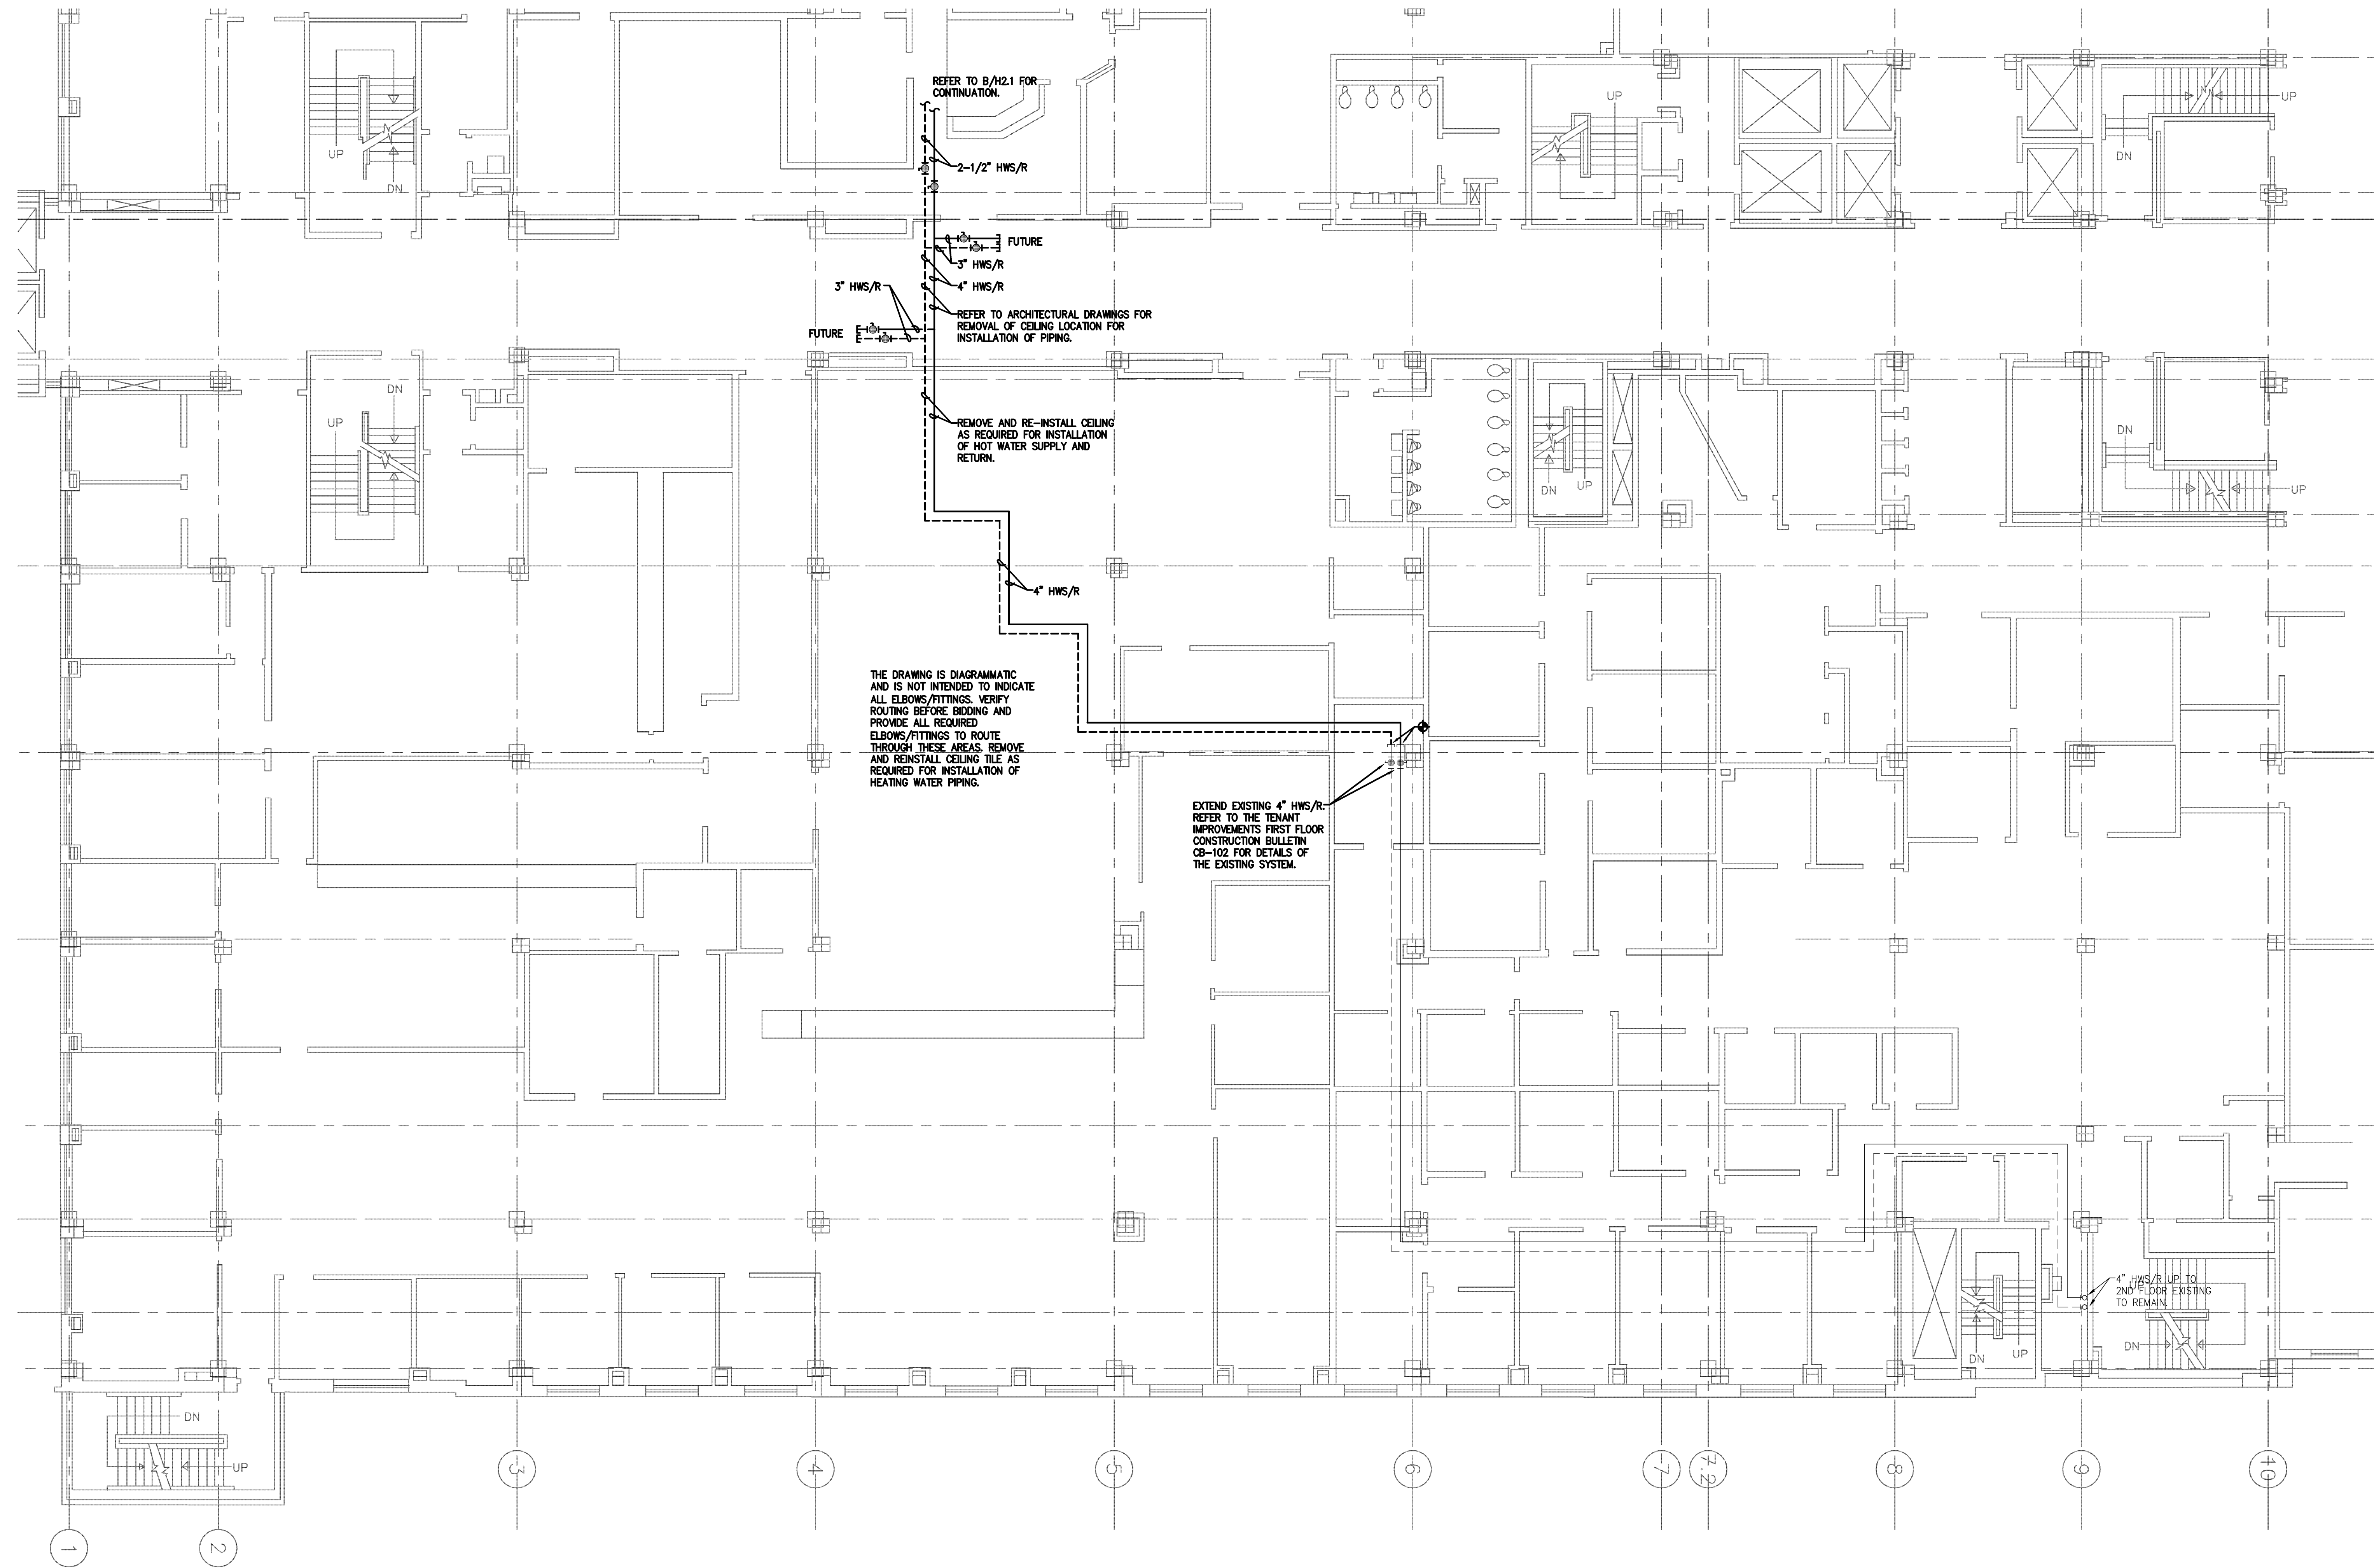 REFER TO B/H2.1 FOR
CONTINUATION.
UP
UP
UP
DN
2-1/2" HWS/R
DN
FUTURE
3" HWS/R
3" HWS/R
4" HWS/R
REFER TO ARCHITECTURAL DRAWINGS FOR
REMOVAL OF CEILING LOCATION FOR
INSTALLATION OF PIPING.
FUTURE
DN
UP
REMOVE AND RE-INSTALL CEILING
AS REQUIRED FOR INSTALLATION
OF HOT WATER SUPPLY AND
RETURN.
DN
UP
DN
UP
4" HWS/R
THE DRAWING IS DIAGRAMMATIC
AND IS NOT INTENDED TO INDICATE
ALL ELBOWS/FITTINGS. VERIFY
ROUTING BEFORE BIDDING AND
PROVIDE ALL REQUIRED
ELBOWS/FITTINGS TO ROUTE
THROUGH THESE AREAS. REMOVE
AND REINSTALL CEILING TILE AS
REQUIRED FOR INSTALLATION OF
HEATING WATER PIPING.
EXTEND EXISTING 4" HWS/R.
REFER TO THE TENANT
IMPROVEMENTS FIRST FLOOR
CONSTRUCTION BULLETIN
CB-102 FOR DETAILS OF
THE EXISTING SYSTEM.
4" HWS/R UP TO
2ND FLOOR EXISTING
TO REMAIN.
UP
DN
UP
DN
DN
UP
3
4
5
6
7
7.2
8
9
10
1
2